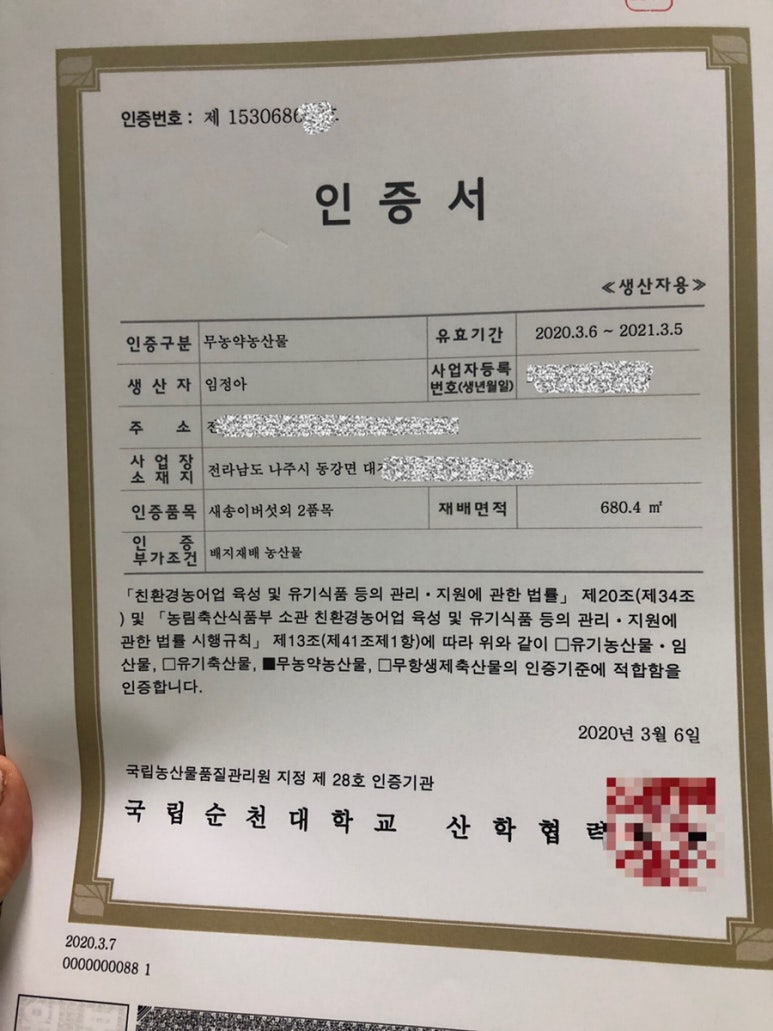 인증번호 : 제 1530686
인 증 서
≪생산자용≫
인증구분 무농약농산물 유효기간 2020.3.6 ~ 2021.3.5
생 산 자 임정아 사업자등록
번호(생년월일)
주 소
사 업 장
소 재 지 전라남도 나주시 동강면
인증품목 새송이버섯외 2품목 재배면적 680.4 ㎡
인 증
부가조건 배지재배 농산물
「친환경농어업 육성 및 유기식품 등의 관리・지원에 관한 법률」 제20조(제34조
) 및 「농림축산식품부 소관 친환경농어업 육성 및 유기식품 등의 관리・지원에
관한 법률 시행규칙」 제13조(제41조제1항)에 따라 위와 같이 □유기농산물・임
산물, □유기축산물, ■무농약농산물, □무항생제축산물의 인증기준에 적합함을
인증합니다.
2020년 3월 6일
국립농산물품질관리원 지정 제 28호 인증기관
국 립 순 천 대 학 교 산 학 협 력
2020.3.7
0000000088 1